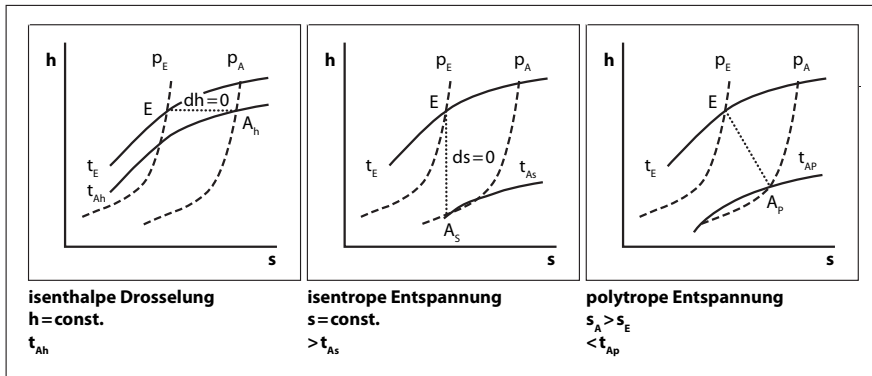 h
p_E
p_A
E
dh = 0
A_h
t_E
t_Ah
s
h
p_E
p_A
E
ds = 0
t_E
t_As
A_S
s
h
p_E
p_A
E
t_E
t_AP
A_P
s
isenthalpe Drosselung
h = const.
t_Ah
isentrope Entspannung
s = const.
> t_As
polytrope Entspannung
s_A > s_E
< t_Ap